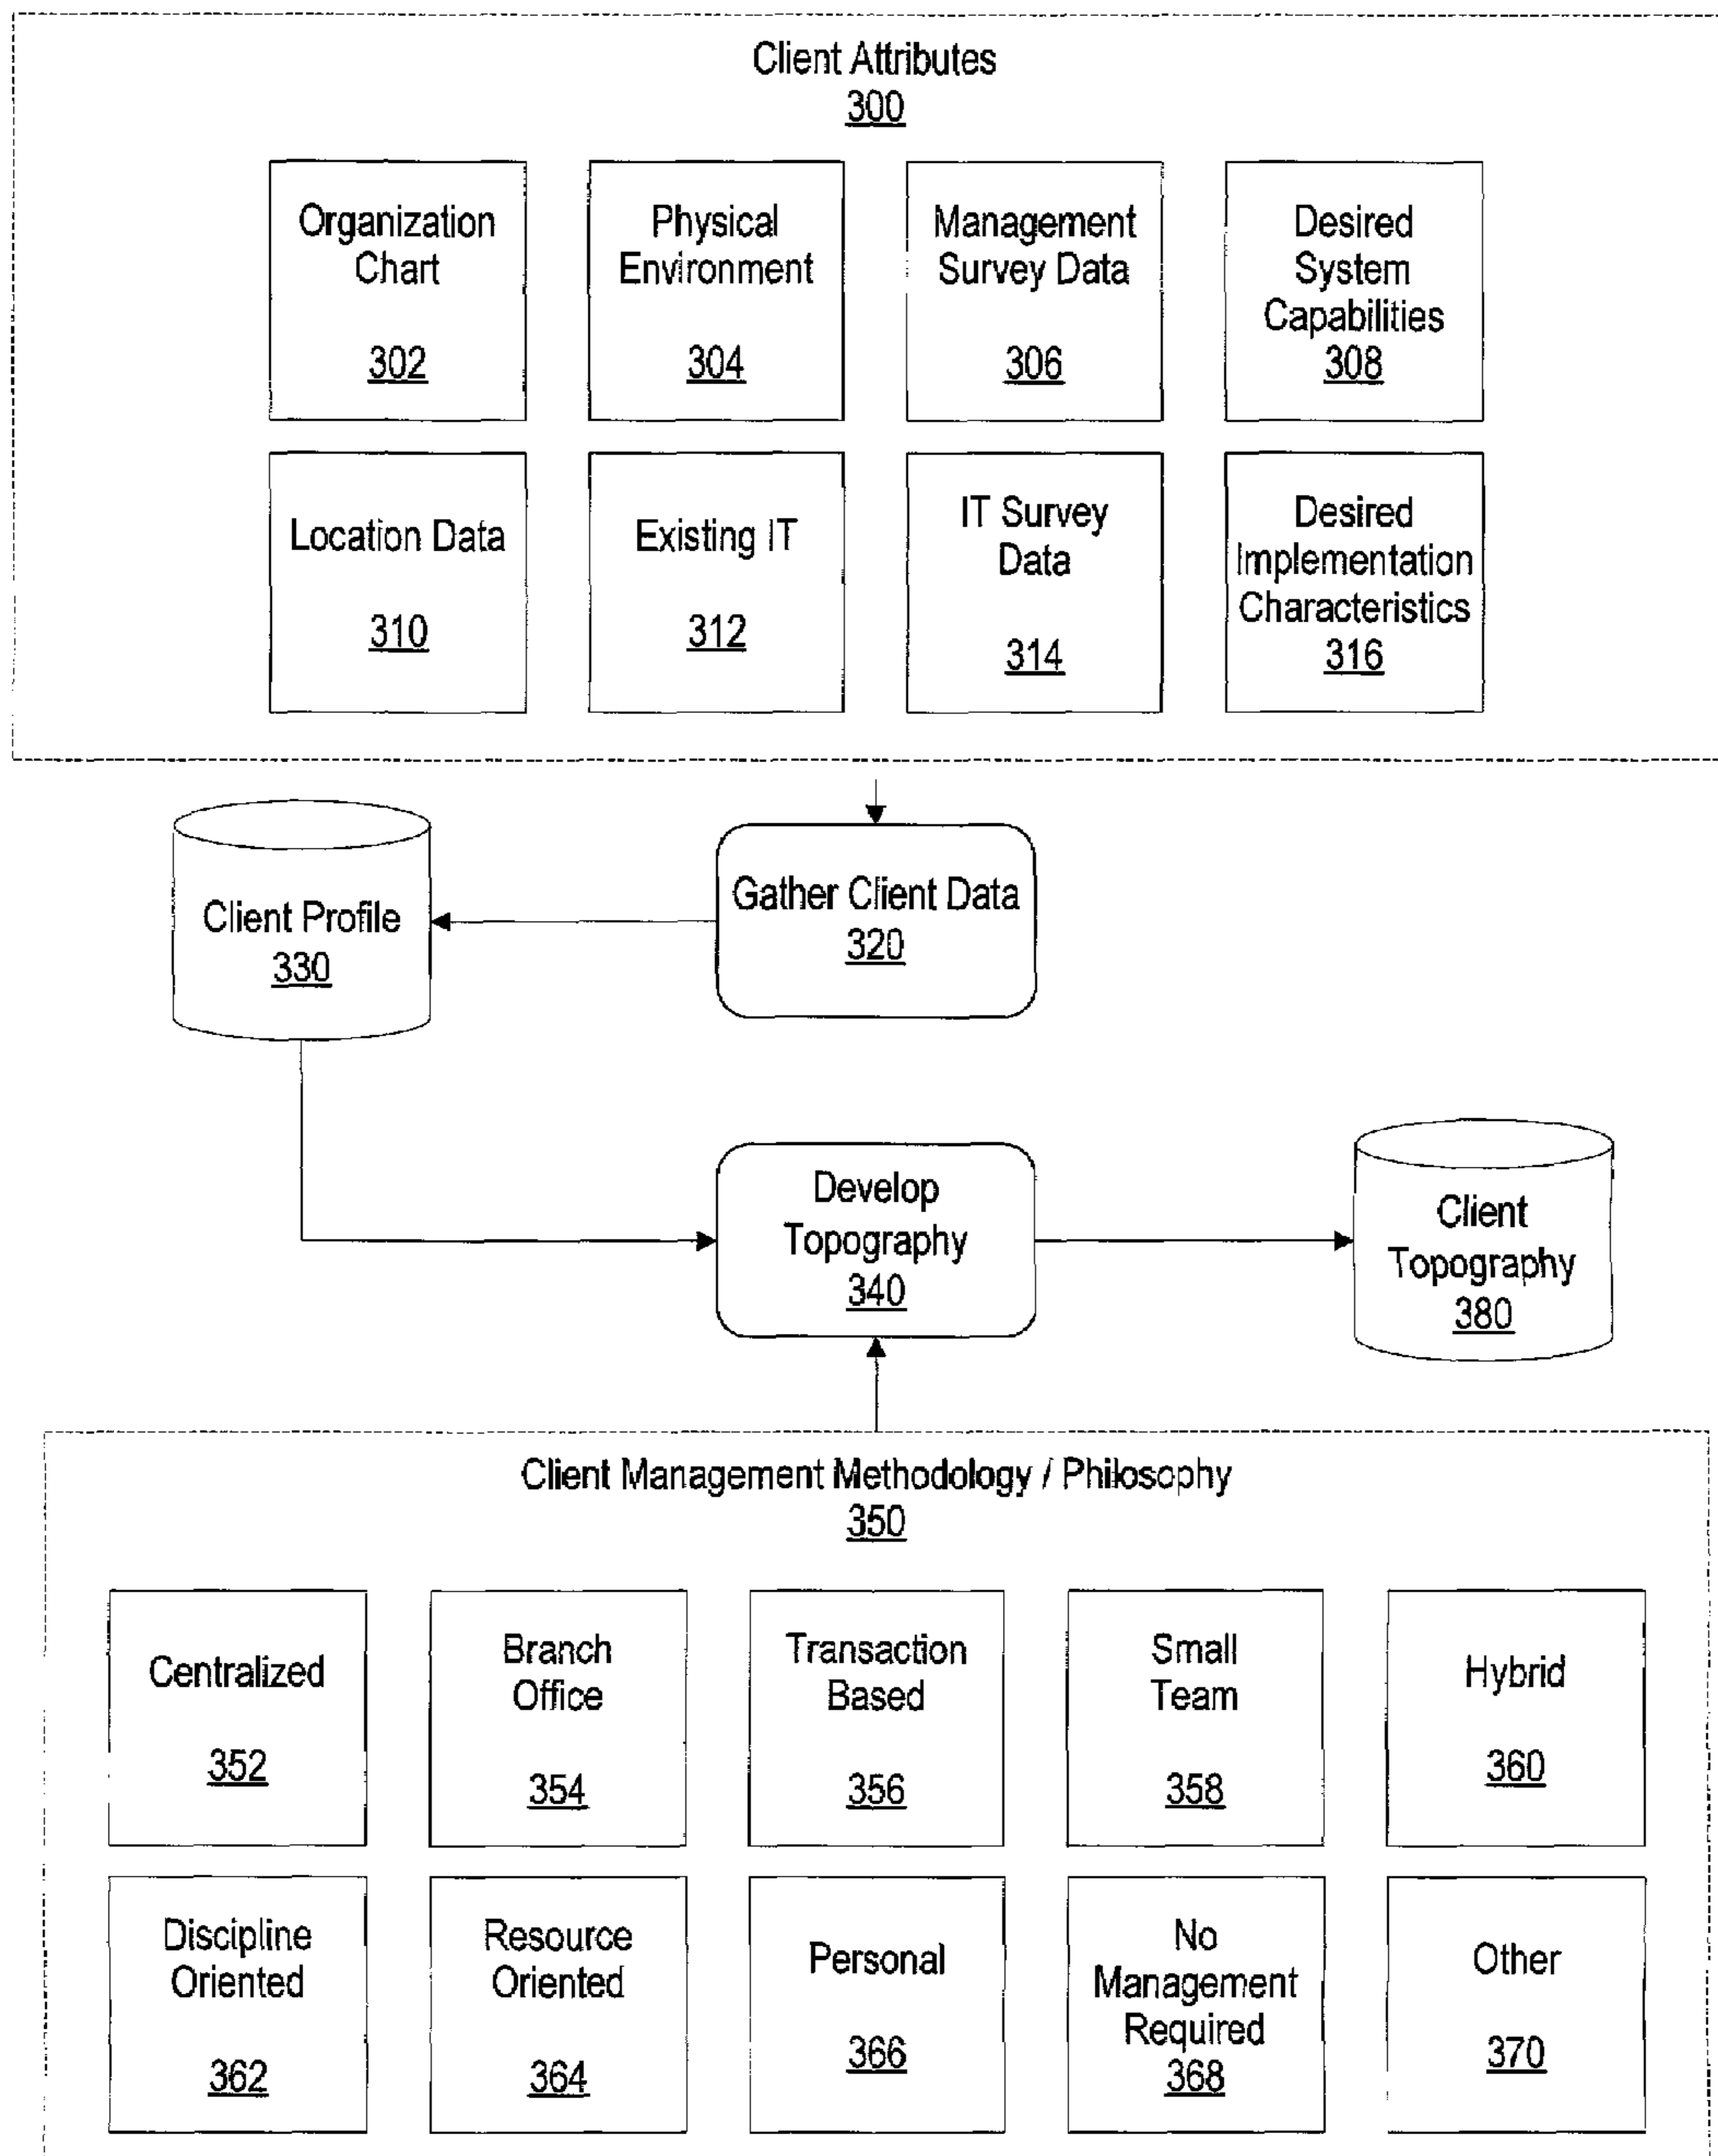 Client Attributes
300
Organization
Chart
302
Physical
Environment
304
Management
Survey Data
306
Desired
System
Capabilities
308
Location Data
310
Existing IT
312
IT Survey
Data
314
Desired
Implementation
Characteristics
316
Client Profile
330
Gather Client Data
320
Develop
Topography
340
Client
Topography
380
Client Management Methodology / Philosophy
350
Centralized
352
Branch
Office
354
Transaction
Based
356
Small
Team
358
Hybrid
360
Discipline
Oriented
362
Resource
Oriented
364
Personal
366
No
Management
Required
368
Other
370